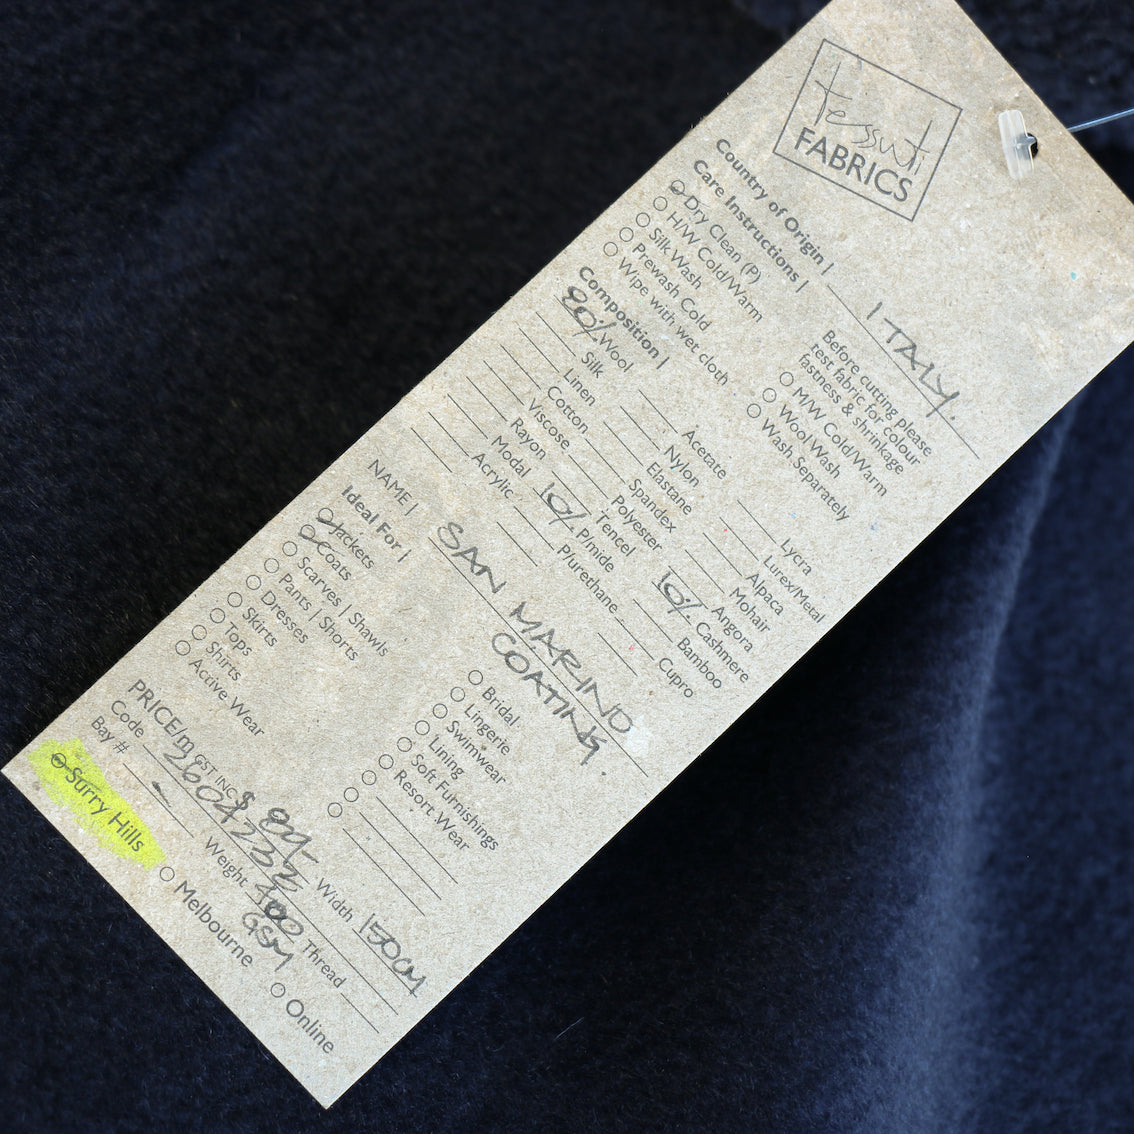 tessuti
FABRICS
Country of Origin | ITALY.
Care Instructions |
Before cutting please
test fabric for colour
fastness & shrinkage
Dry Clean (P)
H/W Cold/Warm
Silk Wash
Prewash Cold
Wipe with wet cloth
M/W Cold/Warm
Wool Wash
Wash Separately
Composition |
80% Wool
Silk
Linen
Cotton
Viscose
Rayon
Modal
Acrylic
Acetate
Nylon
Elastane
Spandex
Polyester
Tencel
10% P/mide
P/urethane
Lycra
Lurex/Metal
Alpaca
Mohair
Angora
10% Cashmere
Bamboo
Cupro
NAME | SAN MARINO
COATING
Ideal For |
Jackets
Coats
Scarves | Shawls
Pants | Shorts
Dresses
Skirts
Tops
Shirts
Active Wear
Bridal
Lingerie
Swimwear
Lining
Soft Furnishings
Resort Wear
PRICE/m GST INC. $ 89/-
Code 2604232 Width 150CM
Bay # - Weight 400 Thread
GSM
Surry Hills
Melbourne
Online